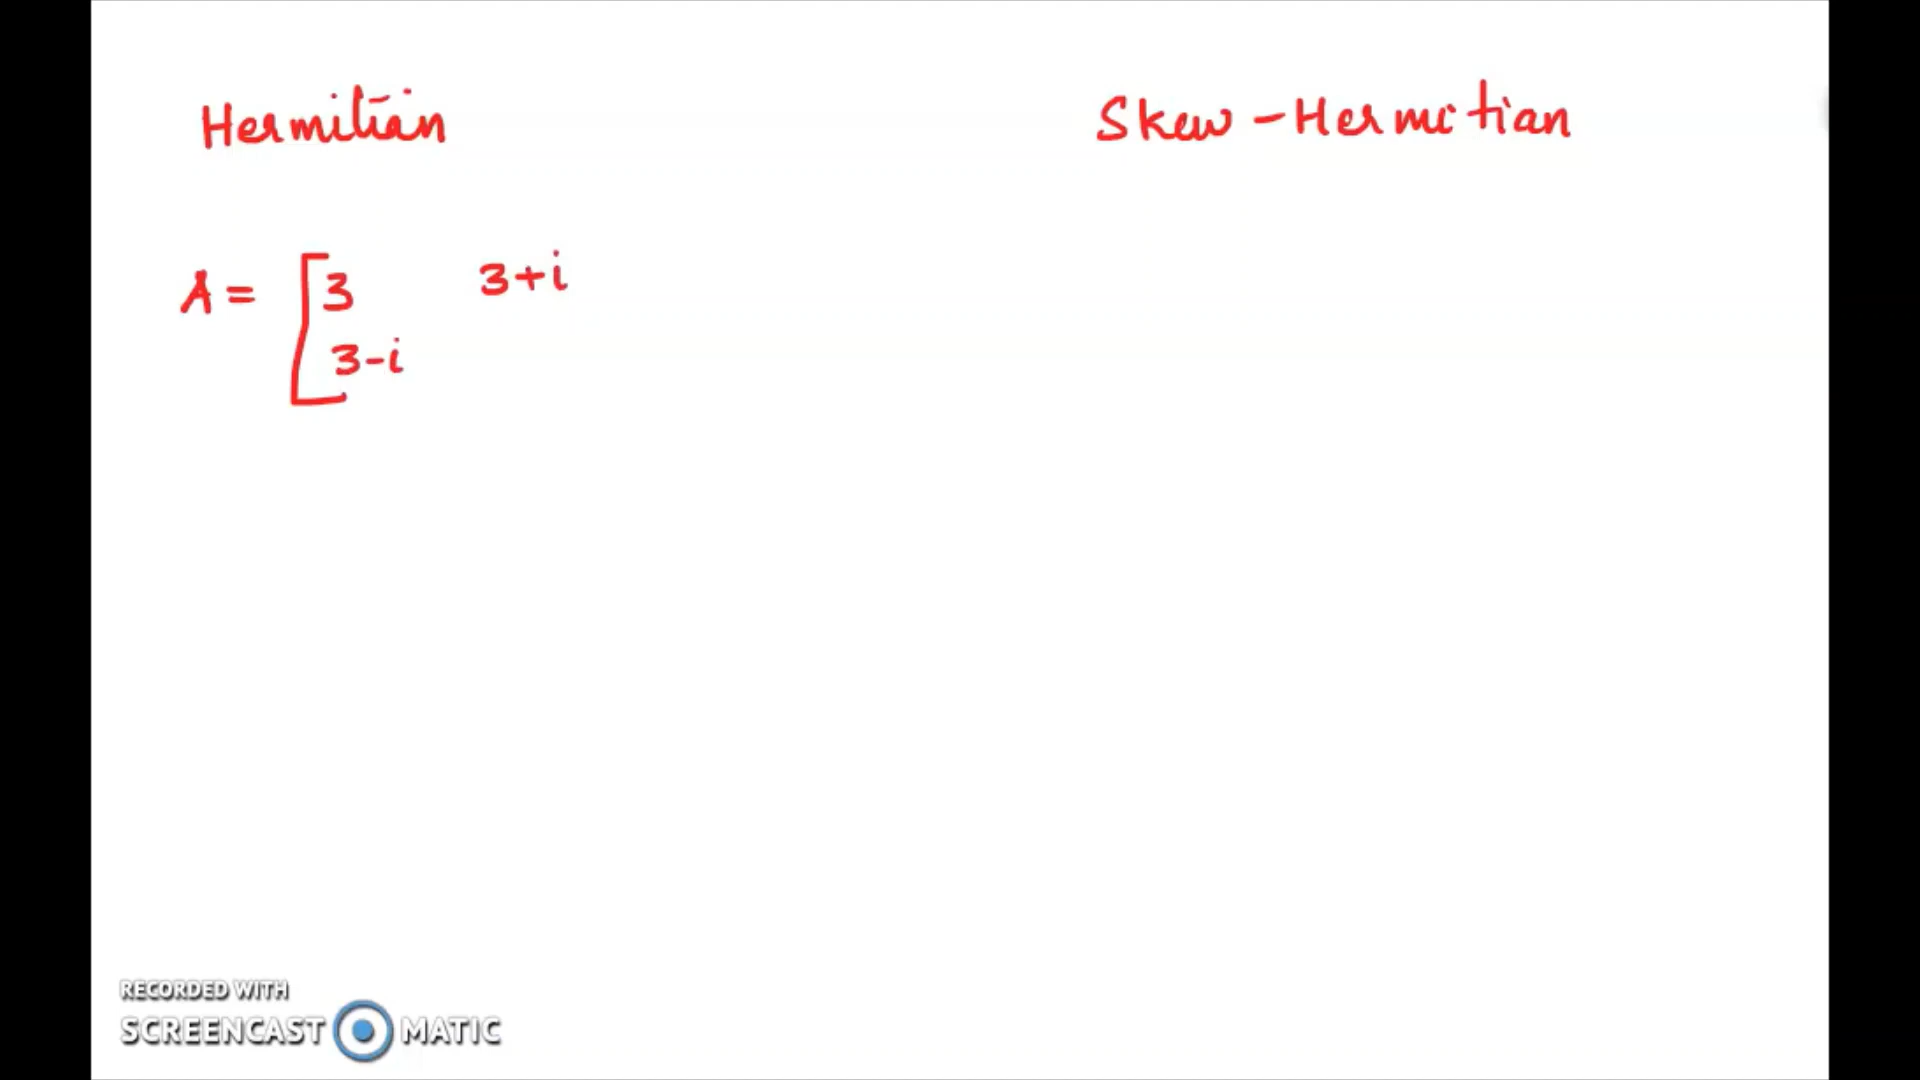 Hermitian
Skew-Hermitian
A = [3 3+i
3-i
RECORDED WITH
SCREENCAST MATIC